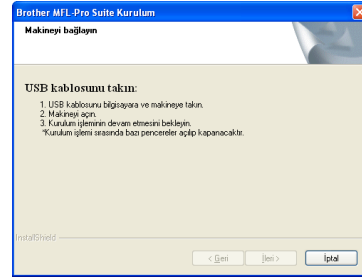 Brother MFL-Pro Suite Kurulum
Makineyi bağlayın
USB kablosunu takın:
1. USB kablosunu bilgisayara ve makineye takın.
2. Makineyi açın.
3. Kurulum işleminin devam etmesini bekleyin.
*Kurulum işlemi sırasında bazı pencereler açılıp kapanacaktır.
InstallShield
< Geri İleri > İptal